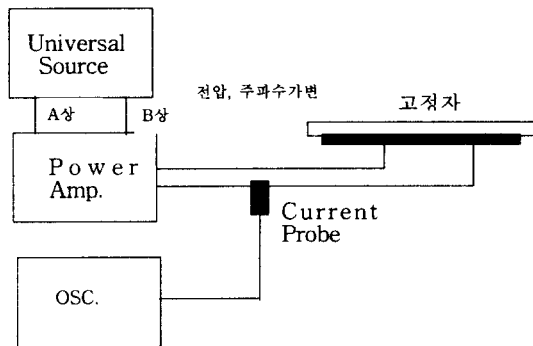 Universal
Source
A상
B상
전압, 주파수가변
고정자
Power
Amp.
Current
Probe
OSC.